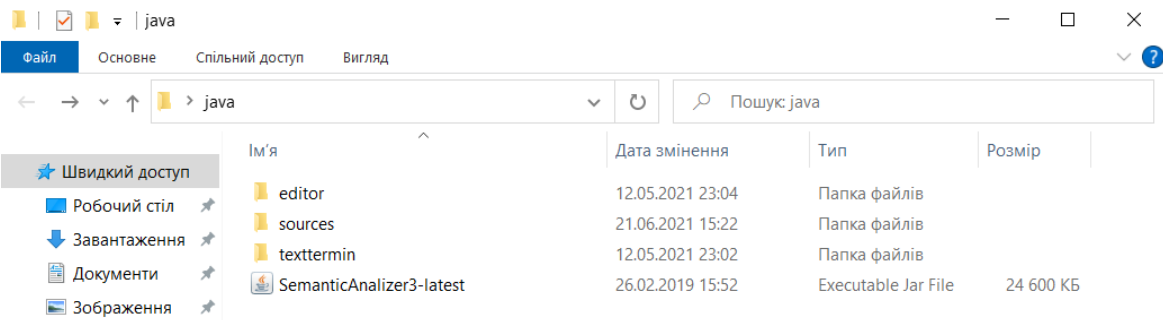 java
Файл Основне Спільний доступ Вигляд
java Пошук: java
Ім'я Дата змінення Тип Розмір
Швидкий доступ
editor 12.05.2021 23:04 Папка файлів
Робочий стіл
sources 21.06.2021 15:22 Папка файлів
Завантаження
texttermin 12.05.2021 23:02 Папка файлів
Документи
SemanticAnalizer3-latest 26.02.2019 15:52 Executable Jar File 24 600 КБ
Зображення